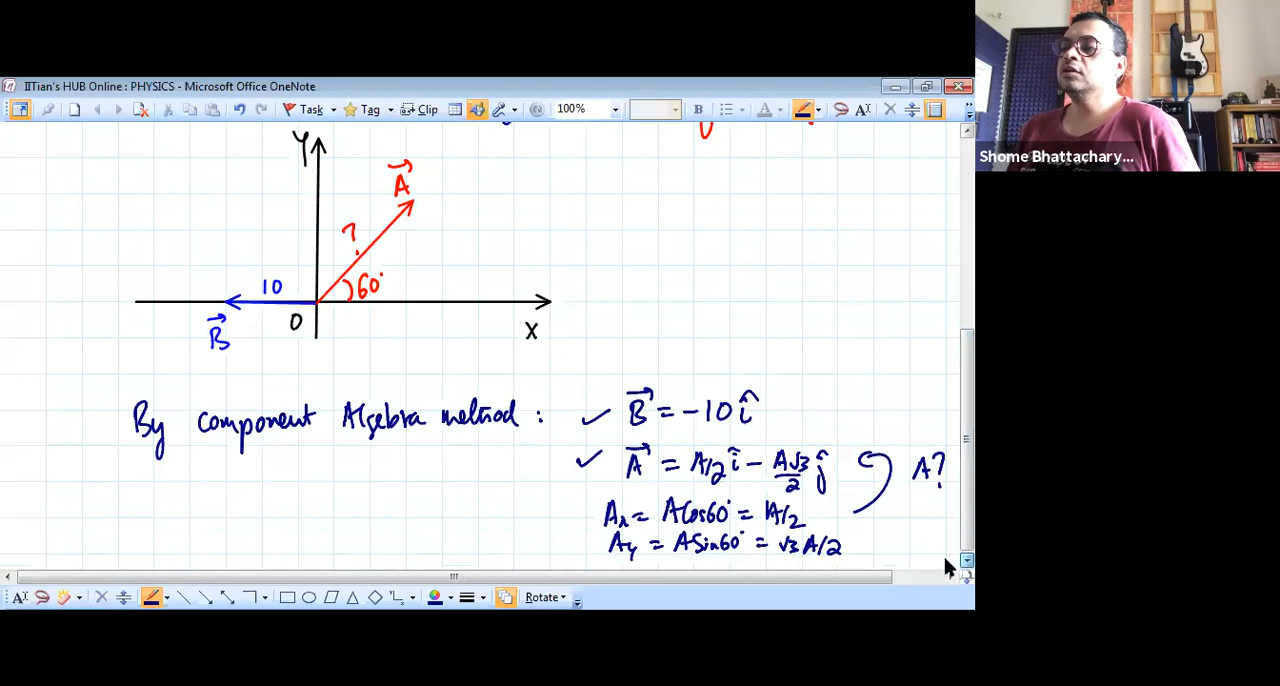 IITian's HUB Online : PHYSICS - Microsoft Office OneNote
Task Tag Clip 100% B A
Shome Bhattachary...
Y
A
?
60°
10
B
O
X
By component Algebra method :
✓ B = -10 î
✓ A = A/2 î - A√3/2 ĵ
A?
Ax = A Cos60° = A/2
Ay = A Sin60° = √3 A/2
Rotate